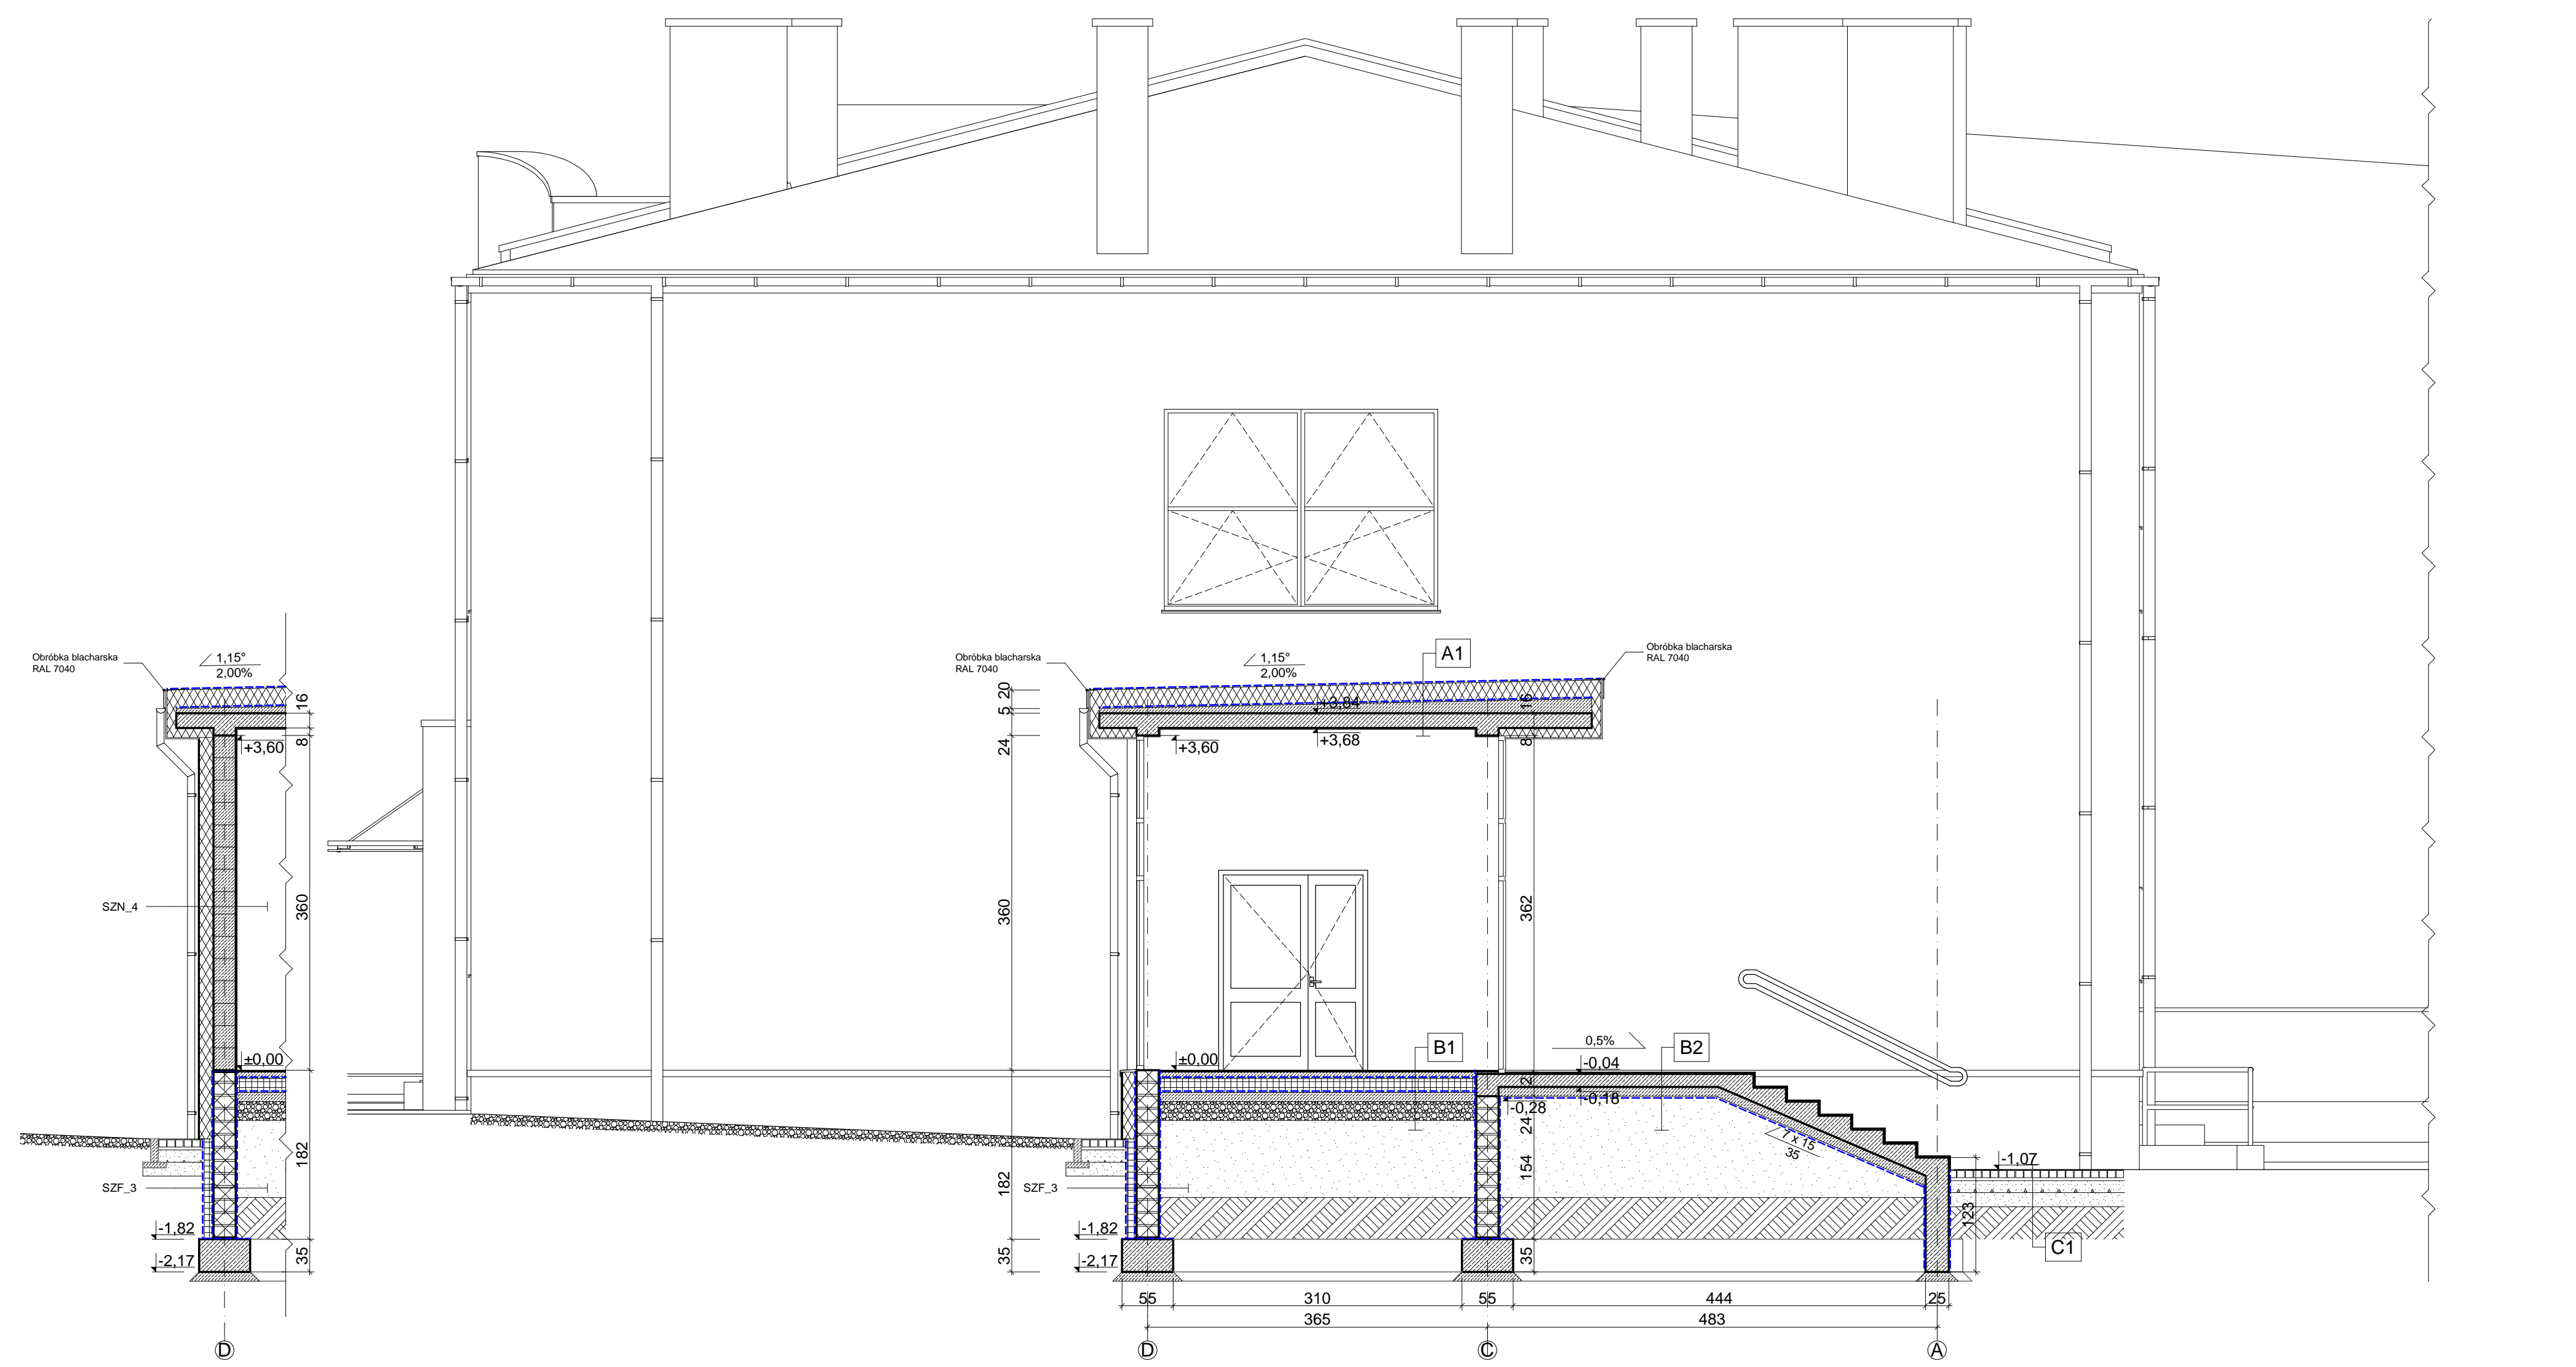 Obróbka blacharska
RAL 7040
1,15°
2,00%
16
8
+3,60
SZN_4
360
±0,00
182
SZF_3
-1,82
-2,17
35
D
Obróbka blacharska
RAL 7040
1,15°
2,00%
A1
Obróbka blacharska
RAL 7040
20
5
24
+3,84
16
+3,60
+3,68
8
360
362
±0,00
B1
0,5%
B2
-0,04
2
-0,18
-0,28
24
7 x 15
35
154
-1,07
182
SZF_3
123
-1,82
-2,17
35
35
C1
55
310
55
444
25
365
483
D
C
A